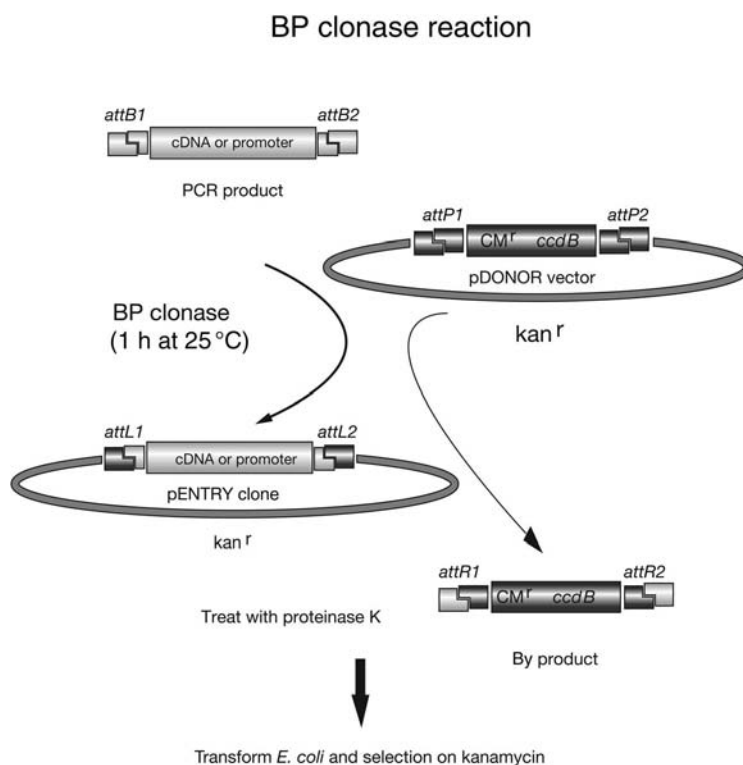 BP clonase reaction
attB1 attB2
cDNA or promoter
PCR product
attP1 attP2
CMr ccdB
pDONOR vector
kan r
BP clonase
(1 h at 25 °C)
attL1 attL2
cDNA or promoter
pENTRY clone
kan r
attR1 attR2
CMr ccdB
By product
Treat with proteinase K
Transform E. coli and selection on kanamycin